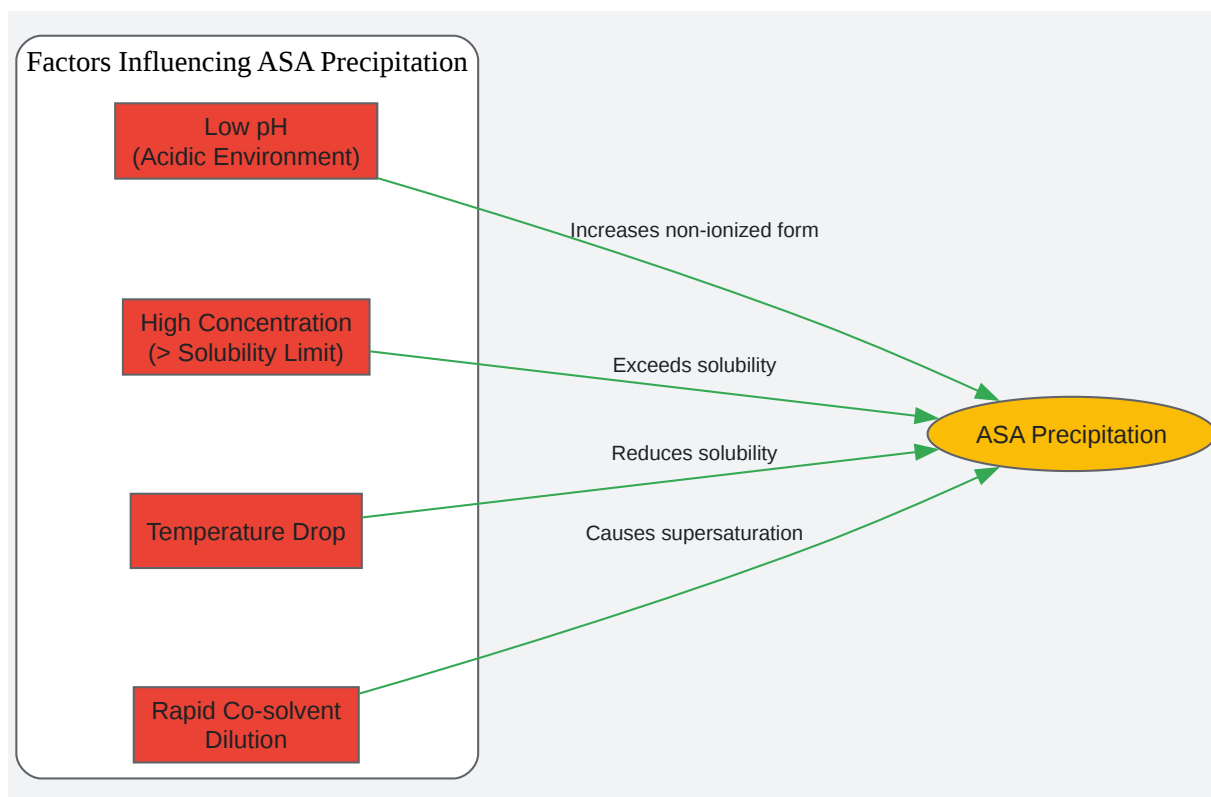 Factors Influencing ASA Precipitation
Low pH
(Acidic Environment)
Increases non-ionized form
High Concentration
(> Solubility Limit)
Exceeds solubility
ASA Precipitation
Reduces solubility
Temperature Drop
Causes supersaturation
Rapid Co-solvent
Dilution